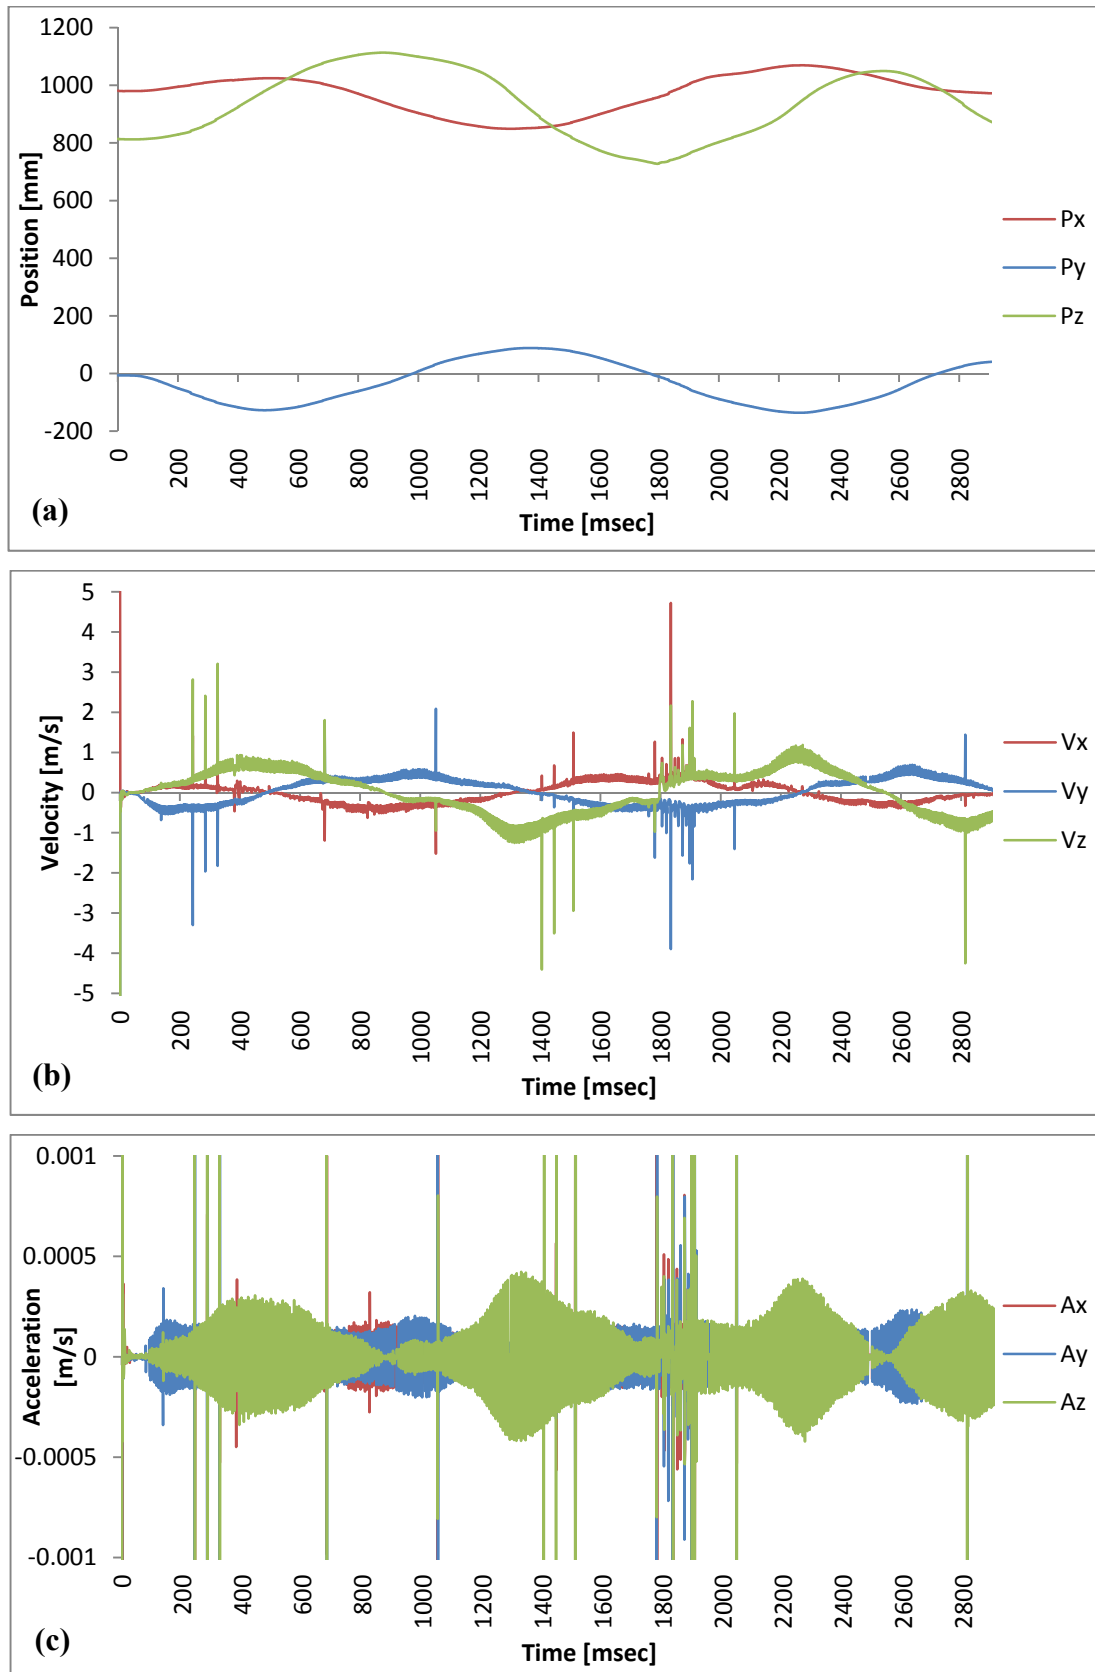 1200
1000
800
600
400
200
0
-200
Position [mm]
0 200 400 600 800 1000 1200 1400 1600 1800 2000 2200 2400 2600 2800
Time [msec]
Px
Py
Pz
(a)
5
4
3
2
1
0
-1
-2
-3
-4
-5
Velocity [m/s]
0 200 400 600 800 1000 1200 1400 1600 1800 2000 2200 2400 2600 2800
Time [msec]
Vx
Vy
Vz
(b)
0.001
0.0005
0
-0.0005
-0.001
Acceleration
[m/s]
0 200 400 600 800 1000 1200 1400 1600 1800 2000 2200 2400 2600 2800
Time [msec]
Ax
Ay
Az
(c)